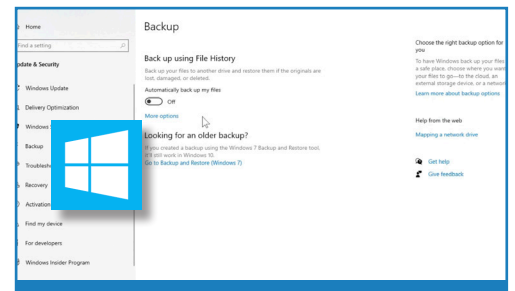 Home
Find a setting
Update & Security
Windows Update
Delivery Optimization
Windows S
Backup
Troublesh
Recovery
Activation
Find my device
For developers
Windows Insider Program
Backup
Back up using File History
Back up your files to another drive and restore them if the originals are
lost, damaged, or deleted.
Automatically back up my files
Off
More options
Looking for an older backup?
If you created a backup using the Windows 7 Backup and Restore tool,
it'll still work in Windows 10.
Go to Backup and Restore (Windows 7)
Choose the right backup option for
you
To have Windows back up your files
a safe place, choose where you want
your files to go—to the cloud, an
external storage device, or a network
Learn more about backup options
Help from the web
Mapping a network drive
Get help
Give feedback